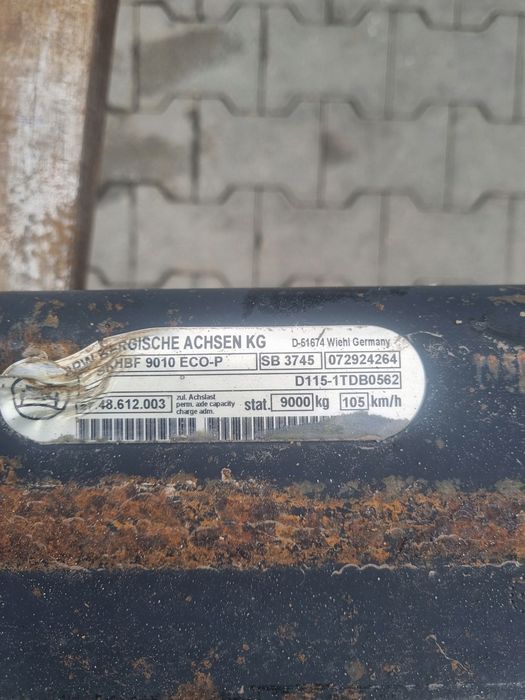 BERGISCHE ACHSEN KG D-51674 Wiehl Germany
HBF 9010 ECO-P SB 3745 072924264
D115-1TDB0562
.48.612.003 zul. Achslast stat. 9000 kg 105 km/h
perm. axle capacity
charge adm.